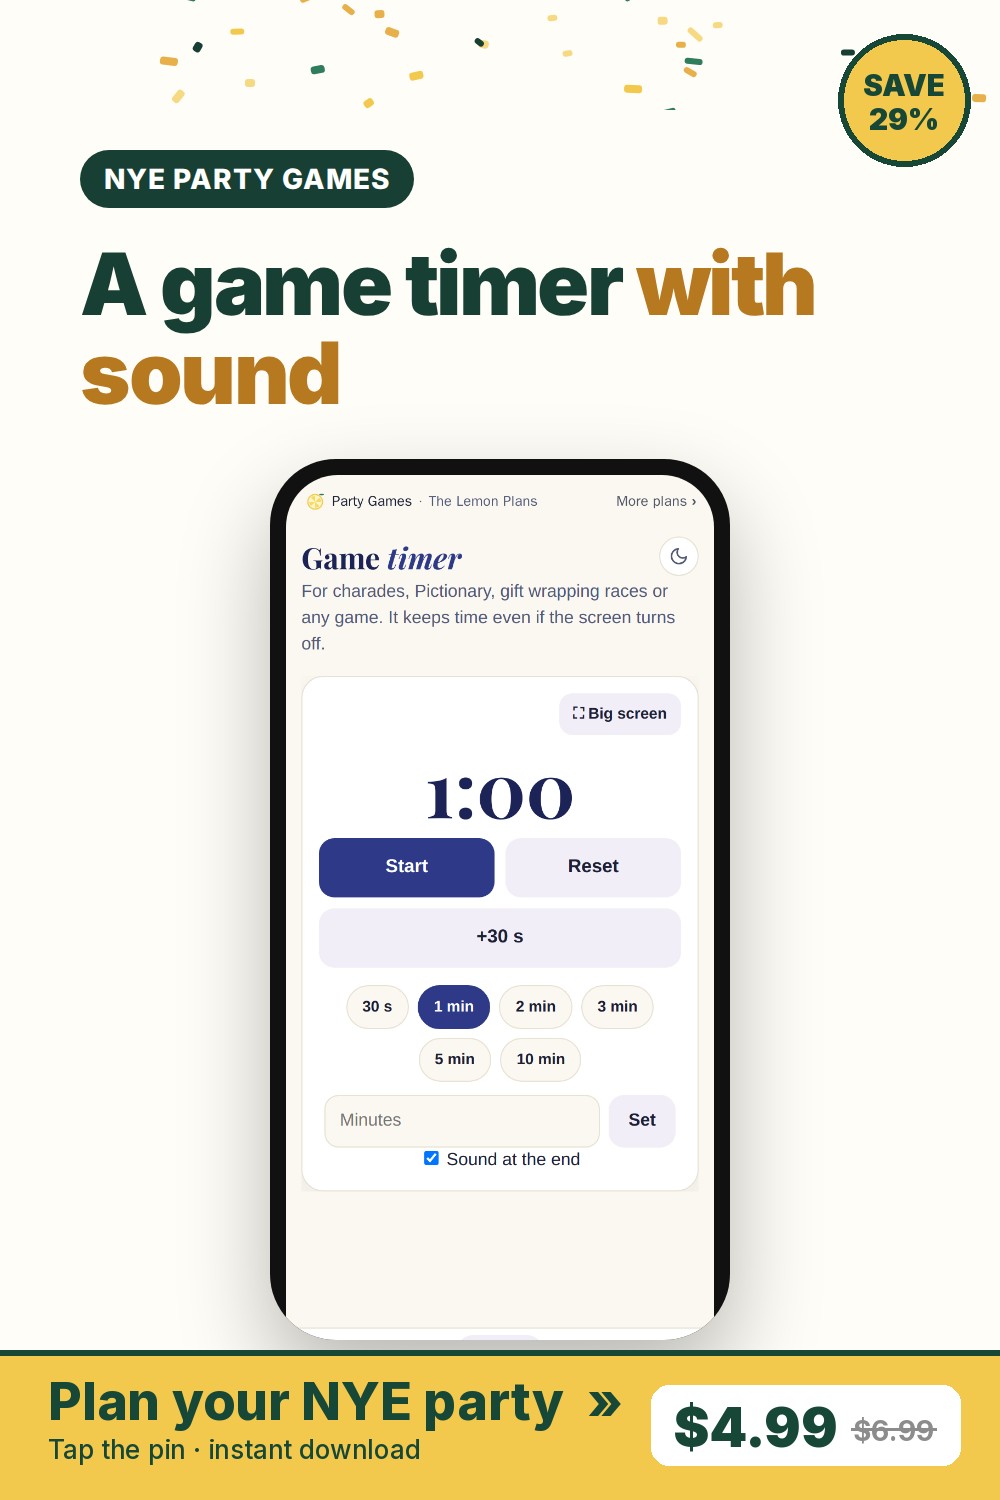 SAVE
29%
NYE PARTY GAMES
A game timer with
sound
Party Games · The Lemon Plans
More plans ›
Game timer
For charades, Pictionary, gift wrapping races or
any game. It keeps time even if the screen turns
off.
Big screen
1:00
Start
Reset
+30 s
30 s
1 min
2 min
3 min
5 min
10 min
Minutes
Set
Sound at the end
Plan your NYE party »
Tap the pin · instant download
$4.99 $6.99